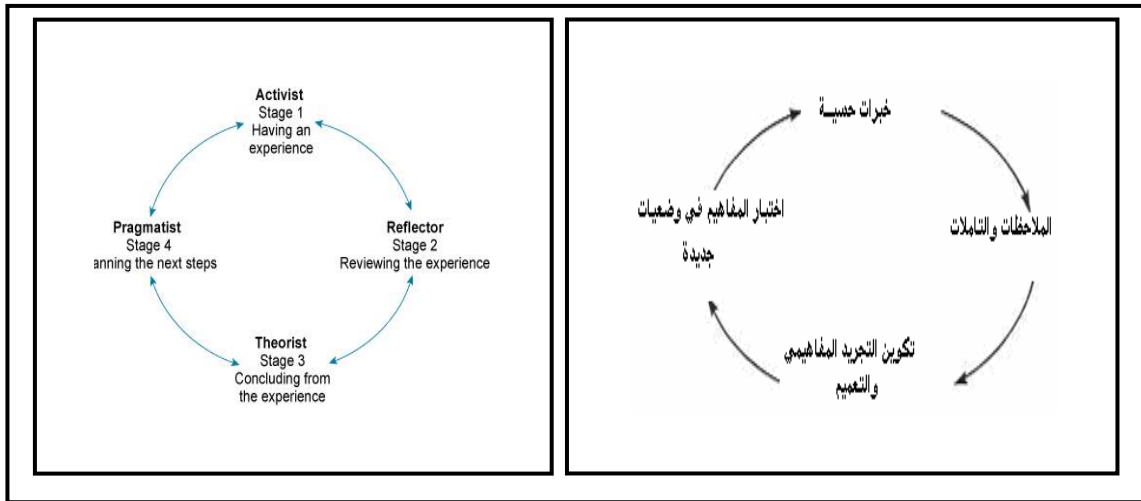 Activist
Stage 1
Having an
experience
Reflector
Stage 2
Reviewing the experience
Theorist
Stage 3
Concluding from
the experience
Pragmatist
Stage 4
anning the next steps
خبرات حسيــة
الملاحظات والتاملات
تكوين التجريد المفاهيمي
والتعميم
اختبار المفاهيم في وضعيات
جديدة